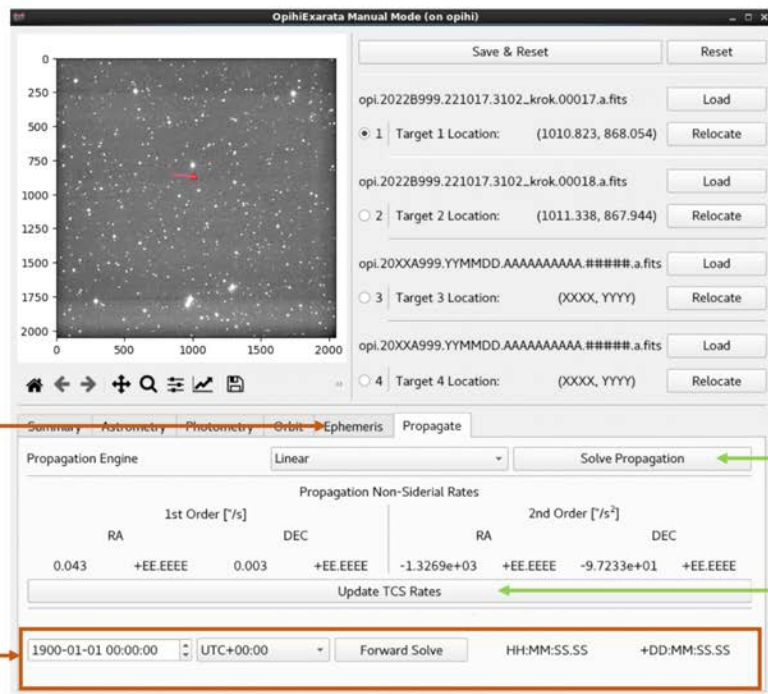 OpihiExarata Manual Mode (on opihi)
Save & Reset
Reset
opi.2022B999.221017.3102_krok.00017.a.fits
Load
1
Target 1 Location:
(1010.823, 868.054)
Relocate
opi.2022B999.221017.3102_krok.00018.a.fits
Load
2
Target 2 Location:
(1011.338, 867.944)
Relocate
opi.20XXA999.YYMMDD.AAAAAAAAAA.#####.a.fits
Load
3
Target 3 Location:
(XXXX, YYYY)
Relocate
opi.20XXA999.YYMMDD.AAAAAAAAAA.#####.a.fits
Load
4
Target 4 Location:
(XXXX, YYYY)
Relocate
0
250
500
750
1000
1250
1500
1750
2000
0 500 1000 1500 2000
Summary Astrometry Photometry Orbit Ephemeris Propagate
Propagation Engine
Linear
Solve Propagation
Propagation Non-Siderial Rates
1st Order ["/s]
2nd Order ["/s²]
RA DEC RA DEC
0.043 +EE.EEEE 0.003 +EE.EEEE -1.3269e+03 +EE.EEEE -9.7233e+01 +EE.EEEE
Update TCS Rates
1900-01-01 00:00:00
UTC+00:00
Forward Solve
HH:MM:SS.SS
+DD:MM:SS.SS